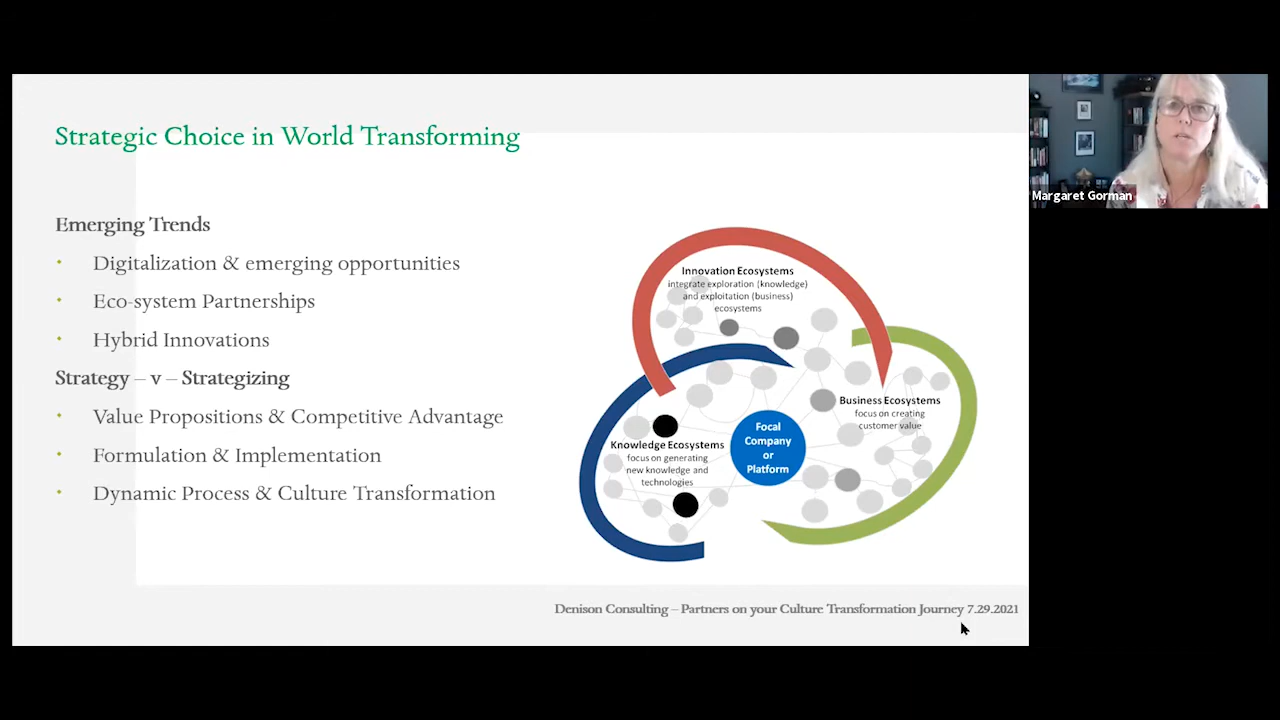 Strategic Choice in World Transforming
Emerging Trends
• Digitalization & emerging opportunities
• Eco-system Partnerships
• Hybrid Innovations
Strategy – v – Strategizing
• Value Propositions & Competitive Advantage
• Formulation & Implementation
• Dynamic Process & Culture Transformation
Innovation Ecosystems
integrate exploration (knowledge)
and exploitation (business)
ecosystems
Business Ecosystems
focus on creating
customer value
Knowledge Ecosystems
focus on generating
new knowledge and
technologies
Focal
Company
or
Platform
Denison Consulting – Partners on your Culture Transformation Journey 7.29.2021
Margaret Gorman